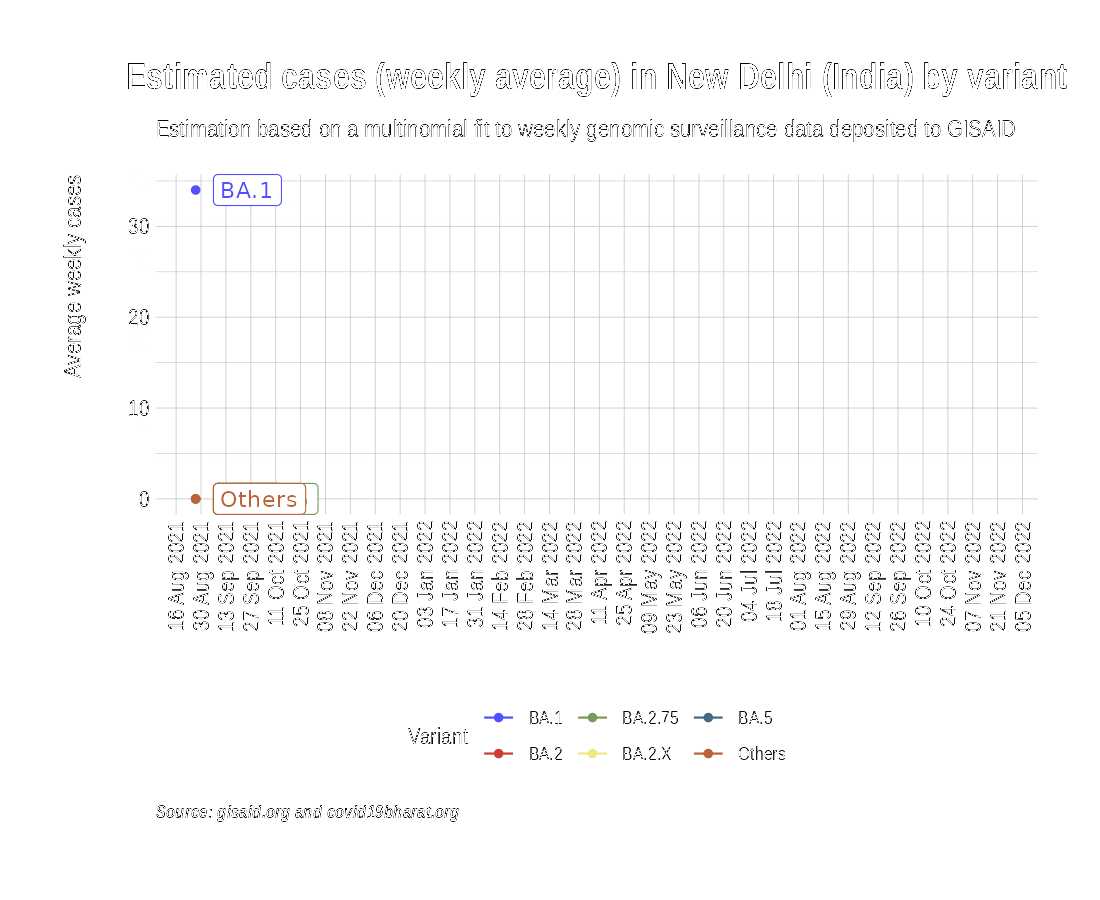 Estimated cases (weekly average) in New Delhi (India) by variant
Estimation based on a multinomial fit to weekly genomic surveillance data deposited to GISAID
Average weekly cases
30
20
10
0
BA.1
Others
16 Aug 2021
30 Aug 2021
13 Sep 2021
27 Sep 2021
11 Oct 2021
25 Oct 2021
08 Nov 2021
22 Nov 2021
06 Dec 2021
20 Dec 2021
03 Jan 2022
17 Jan 2022
31 Jan 2022
14 Feb 2022
28 Feb 2022
14 Mar 2022
28 Mar 2022
11 Apr 2022
25 Apr 2022
09 May 2022
23 May 2022
06 Jun 2022
20 Jun 2022
04 Jul 2022
18 Jul 2022
01 Aug 2022
15 Aug 2022
29 Aug 2022
12 Sep 2022
26 Sep 2022
10 Oct 2022
24 Oct 2022
07 Nov 2022
21 Nov 2022
05 Dec 2022
Variant
BA.1 BA.2.75 BA.5
BA.2 BA.2.X Others
Source: gisaid.org and covid19bharat.org